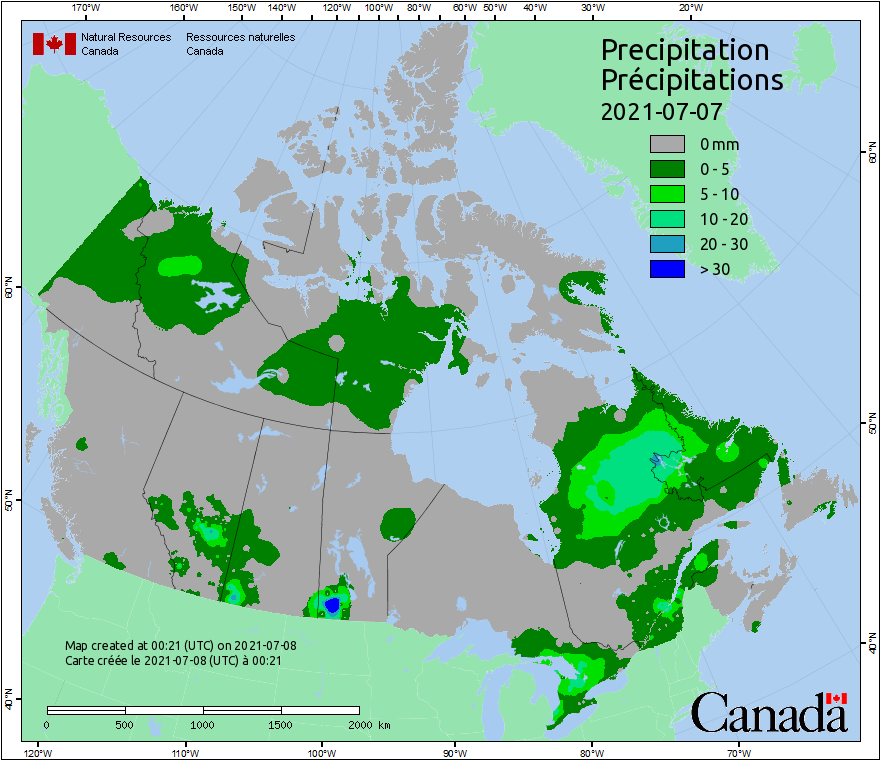 170°W 160°W 150°W 140°W 120°W 100°W 80°W 60°W 50°W 40°W 30°W 20°W
Natural Resources Canada
Ressources naturelles Canada
Precipitation
Précipitations
2021-07-07
0 mm
0 - 5
5 - 10
10 - 20
20 - 30
> 30
60°N
50°N
40°N
60°N
50°N
40°N
Map created at 00:21 (UTC) on 2021-07-08
Carte créée le 2021-07-08 (UTC) à 00:21
0 500 1000 1500 2000 km
Canada
120°W 110°W 100°W 90°W 80°W 70°W